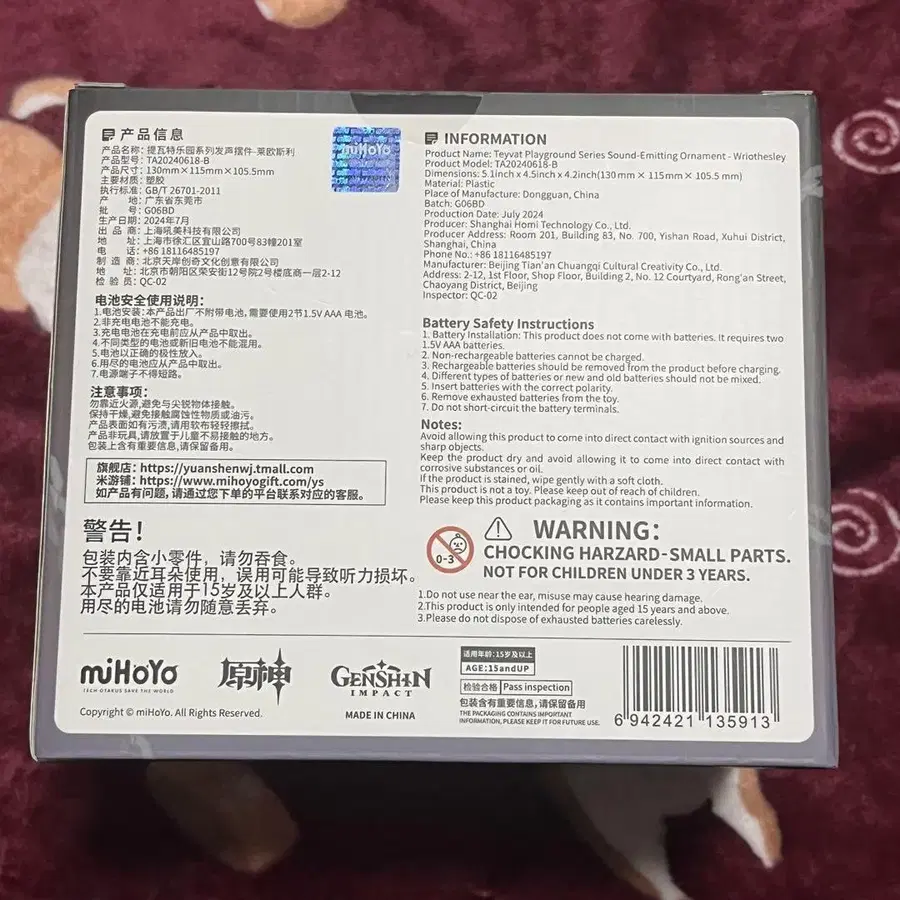 产品信息
产品名称: 提瓦特乐园系列发声摆件-莱欧斯利
产品型号: TA20240618-B
产品尺寸: 130mm×115mm×105.5mm
主要材质: 塑胶
执行标准: GB/T 26701-2011
产 地: 广东省东莞市
批 号: G06BD
生产日期: 2024年7月
出 品 商: 上海吼美科技有限公司
地 址: 上海市徐汇区宜山路700号83幢201室
电 话: +86 18116485197
制 造 商: 北京天岸创奇文化创意有限公司
地 址: 北京市朝阳区荣安街12号院2号楼底商一层2-12
检 验 员: QC-02
电池安全使用说明:
1.电池安装:本产品出厂不附带电池, 需要使用2节1.5V AAA 电池。
2.非充电电池不能充电。
3.充电电池在充电前应从产品中取出。
4.不同类型的电池或新旧电池不能混用。
5.电池以正确的极性放入。
6.用尽的电池应从产品中取出。
7.电源端子不得短路。
注意事项:
勿靠近火源,避免与尖锐物体接触。
保持干燥,避免接触腐蚀性物质或油污。
产品表面如有污渍,请用软布轻轻擦拭。
产品非玩具,请放置于儿童不易接触的地方。
包装上含有重要信息,请保留备用。
旗舰店: https://yuanshenwj.tmall.com
米游铺: https://www.mihoyogift.com/ys
如产品有问题,请通过您下单的平台联系对应的客服。
警告!
包装内含小零件，请勿吞食。
不要靠近耳朵使用，误用可能导致听力损坏。
本产品仅适用于15岁及以上人群。
用尽的电池请勿随意丢弃。
miHoYo
INFORMATION
Product Name: Teyvat Playground Series Sound-Emitting Ornament - Wriothesley
Product Model: TA20240618-B
Dimensions: 5.1inch x 4.5inch x 4.2inch(130 mm × 115mm × 105.5 mm)
Material: Plastic
Place of Manufacture: Dongguan, China
Batch: G06BD
Production Date: July 2024
Producer: Shanghai Homi Technology Co., Ltd.
Producer Address: Room 201, Building 83, No. 700, Yishan Road, Xuhui District,
Shanghai, China
Phone No.: +86 18116485197
Manufacturer: Beijing Tian'an Chuangqi Cultural Creativity Co., Ltd.
Address: 2-12, 1st Floor, Shop Floor, Building 2, No. 12 Courtyard, Rong'an Street,
Chaoyang District, Beijing
Inspector: QC-02
Battery Safety Instructions
1. Battery Installation: This product does not come with batteries. It requires two
1.5V AAA batteries.
2. Non-rechargeable batteries cannot be charged.
3. Rechargeable batteries should be removed from the product before charging.
4. Different types of batteries or new and old batteries should not be mixed.
5. Insert batteries with the correct polarity.
6. Remove exhausted batteries from the toy.
7. Do not short-circuit the battery terminals.
Notes:
Avoid allowing this product to come into direct contact with ignition sources and
sharp objects.
Keep the product dry and avoid allowing it to come into direct contact with
corrosive substances or oil.
If the product is stained, wipe gently with a soft cloth.
This product is not a toy. Please keep out of reach of children.
Please keep this product packaging as it contains important information.
0-3
WARNING:
CHOCKING HARZARD-SMALL PARTS.
NOT FOR CHILDREN UNDER 3 YEARS.
1.Do not use near the ear, misuse may cause hearing damage.
2.This product is only intended for people aged 15 years and above.
3.Please do not dispose of exhausted batteries carelessly.
miHoYo
TECH OTAKUS SAVE THE WORLD
Copyright © miHoYo. All Rights Reserved.
原神
GENSHIN
IMPACT
MADE IN CHINA
适用年龄:15岁及以上
AGE:15andUP
检验合格 Pass inspection
包装含有重要信息,请保留备用
THE PACKAGING CONTAINS IMPORTANT
INFORMATION, PLEASE KEEP IT FOR FUTURE USE.
6 942421 135913